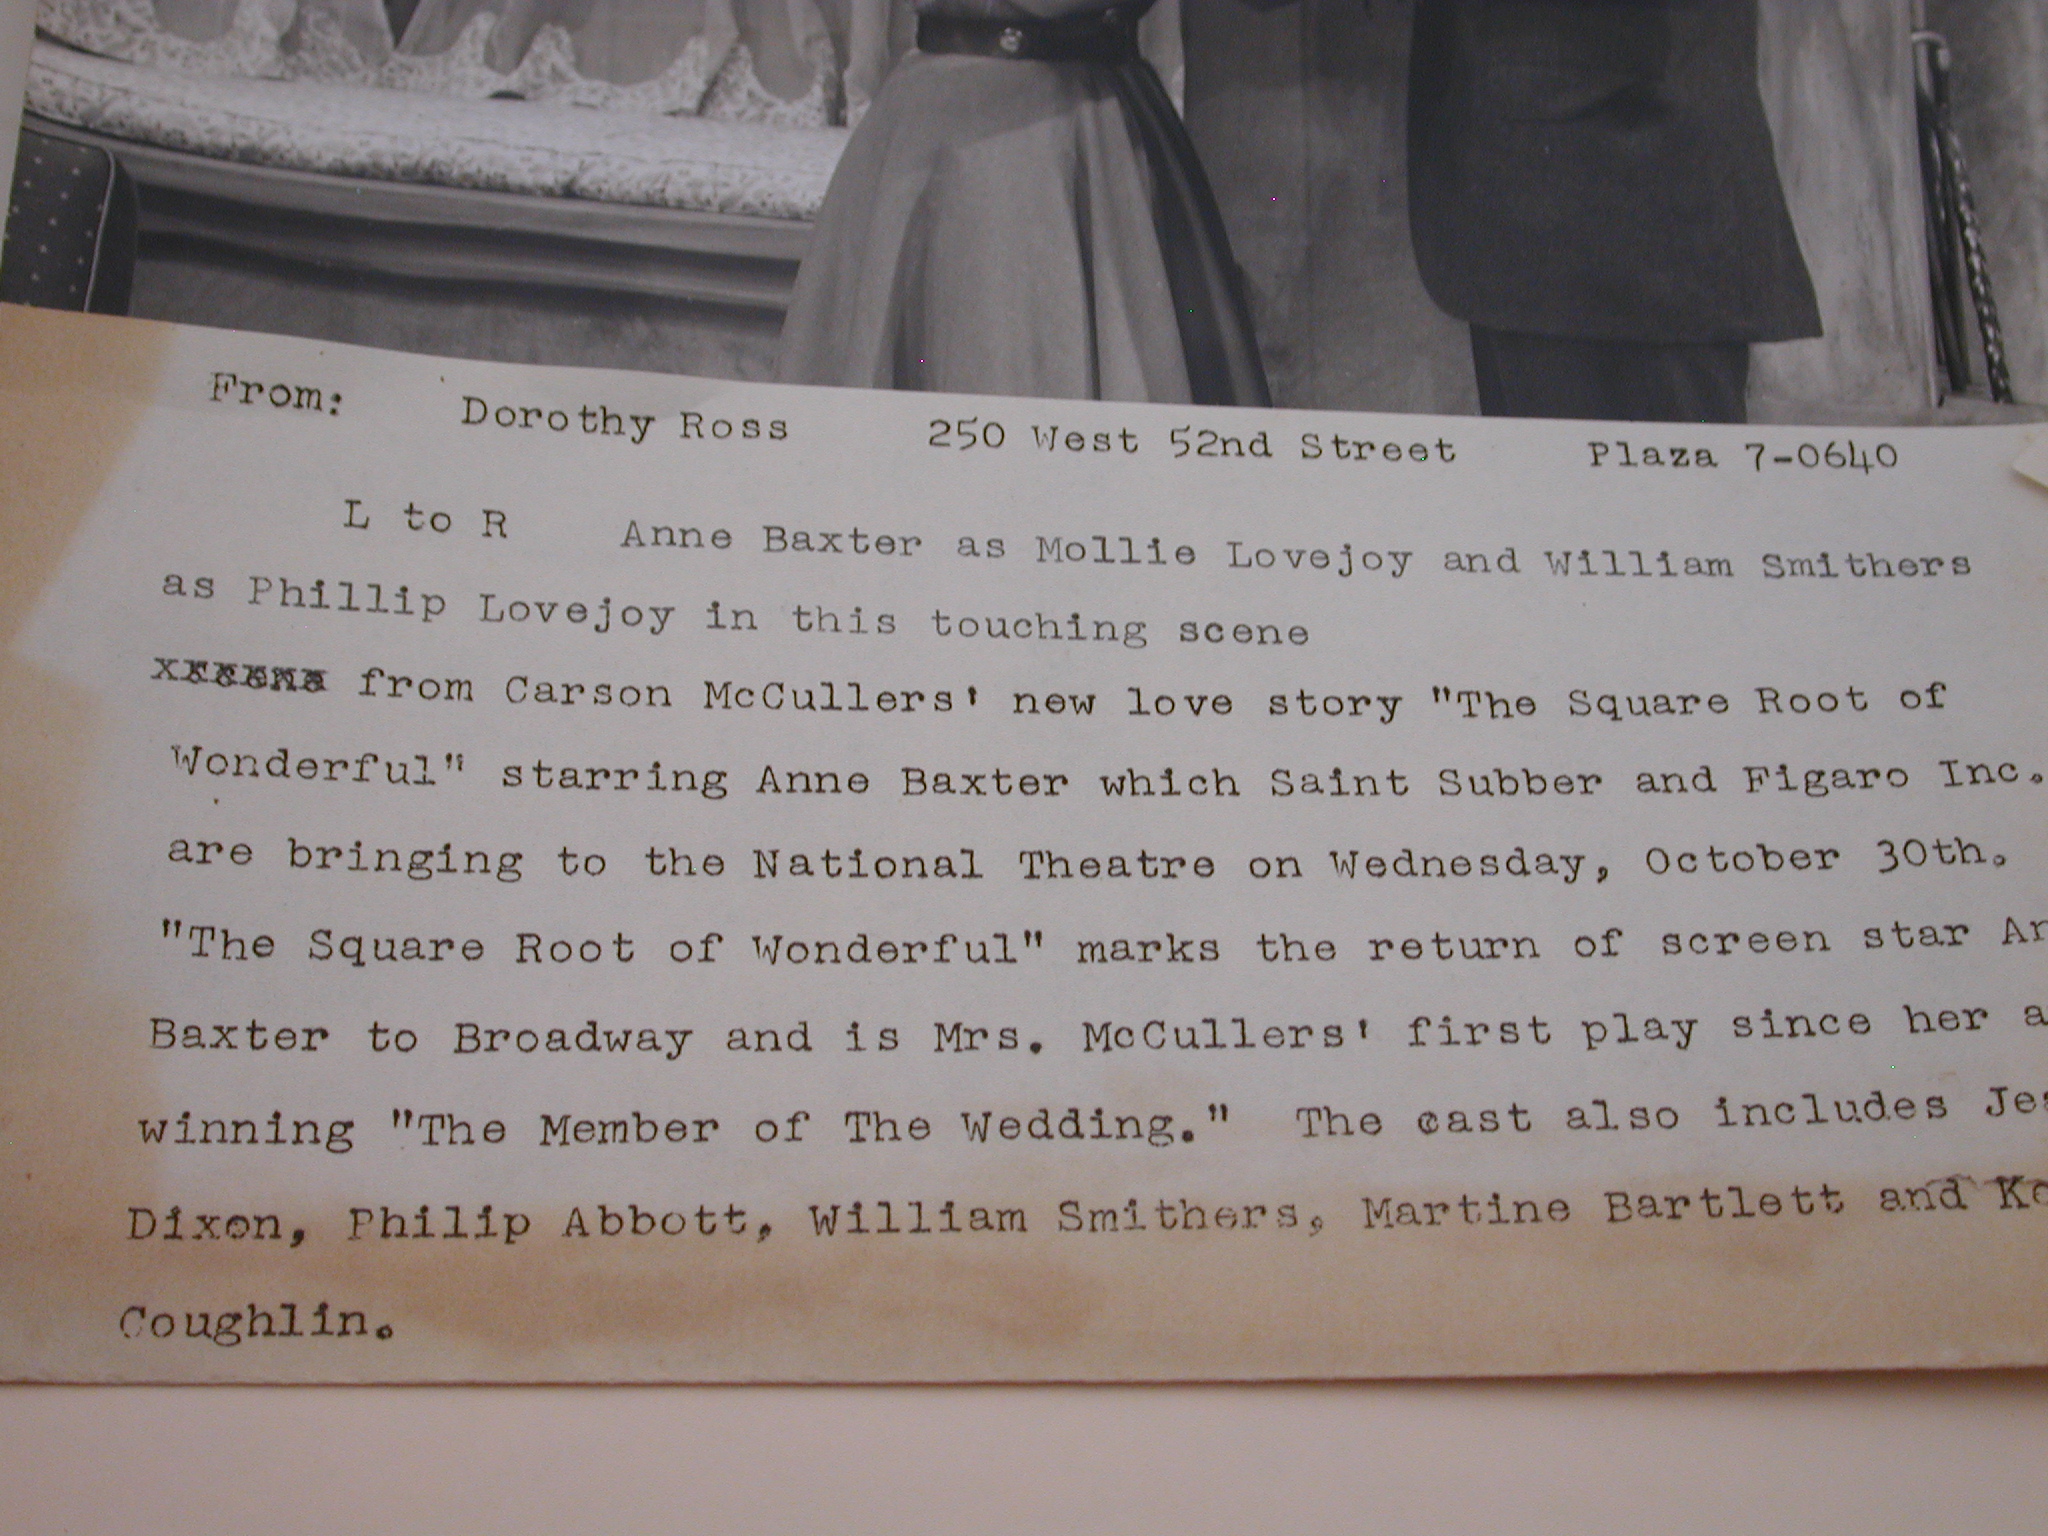 From: Dorothy Ross 250 West 52nd Street Plaza 7-0640
L to R Anne Baxter as Mollie Lovejoy and William Smithers
as Phillip Lovejoy in this touching scene
from Carson McCullers' new love story "The Square Root of
Wonderful" starring Anne Baxter which Saint Subber and Figaro Inc.
are bringing to the National Theatre on Wednesday, October 30th.
"The Square Root of Wonderful" marks the return of screen star
Baxter to Broadway and is Mrs. McCullers' first play since her
winning "The Member of The Wedding." The cast also includes
Dixon, Philip Abbott, William Smithers, Martine Bartlett and
Coughlin.